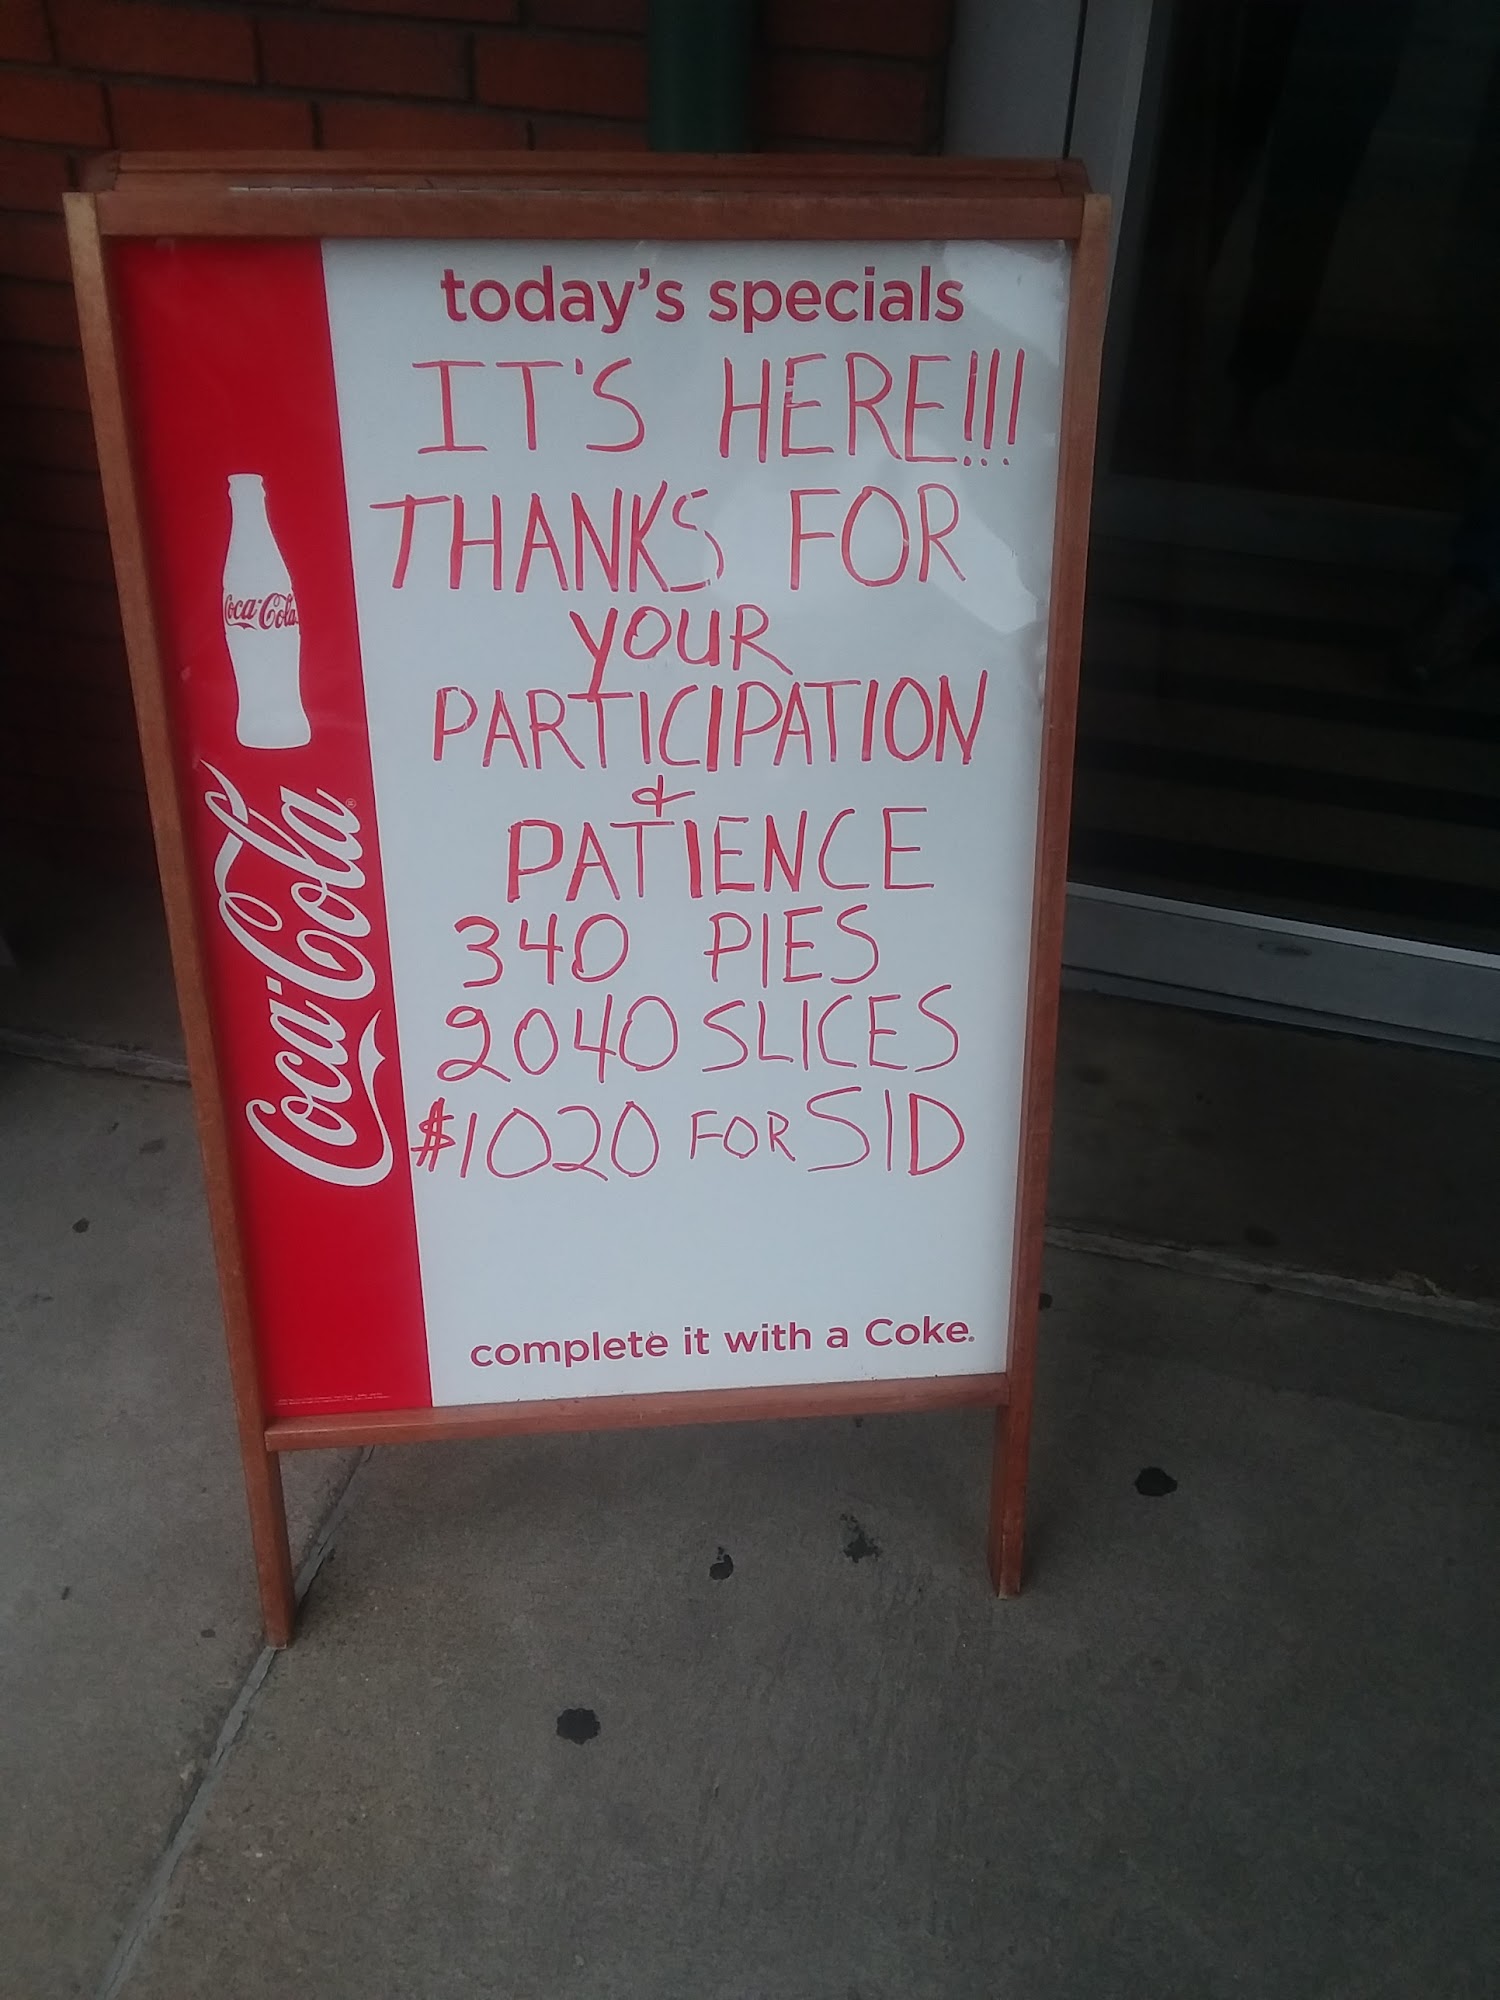 today's specials
IT'S HERE!!!
THANKS FOR
YOUR
PARTICIPATION
&
PATIENCE
340 PIES
2040 SLICES
$1020 FOR SID
complete it with a Coke.
Coca-Cola
Coca-Cola®